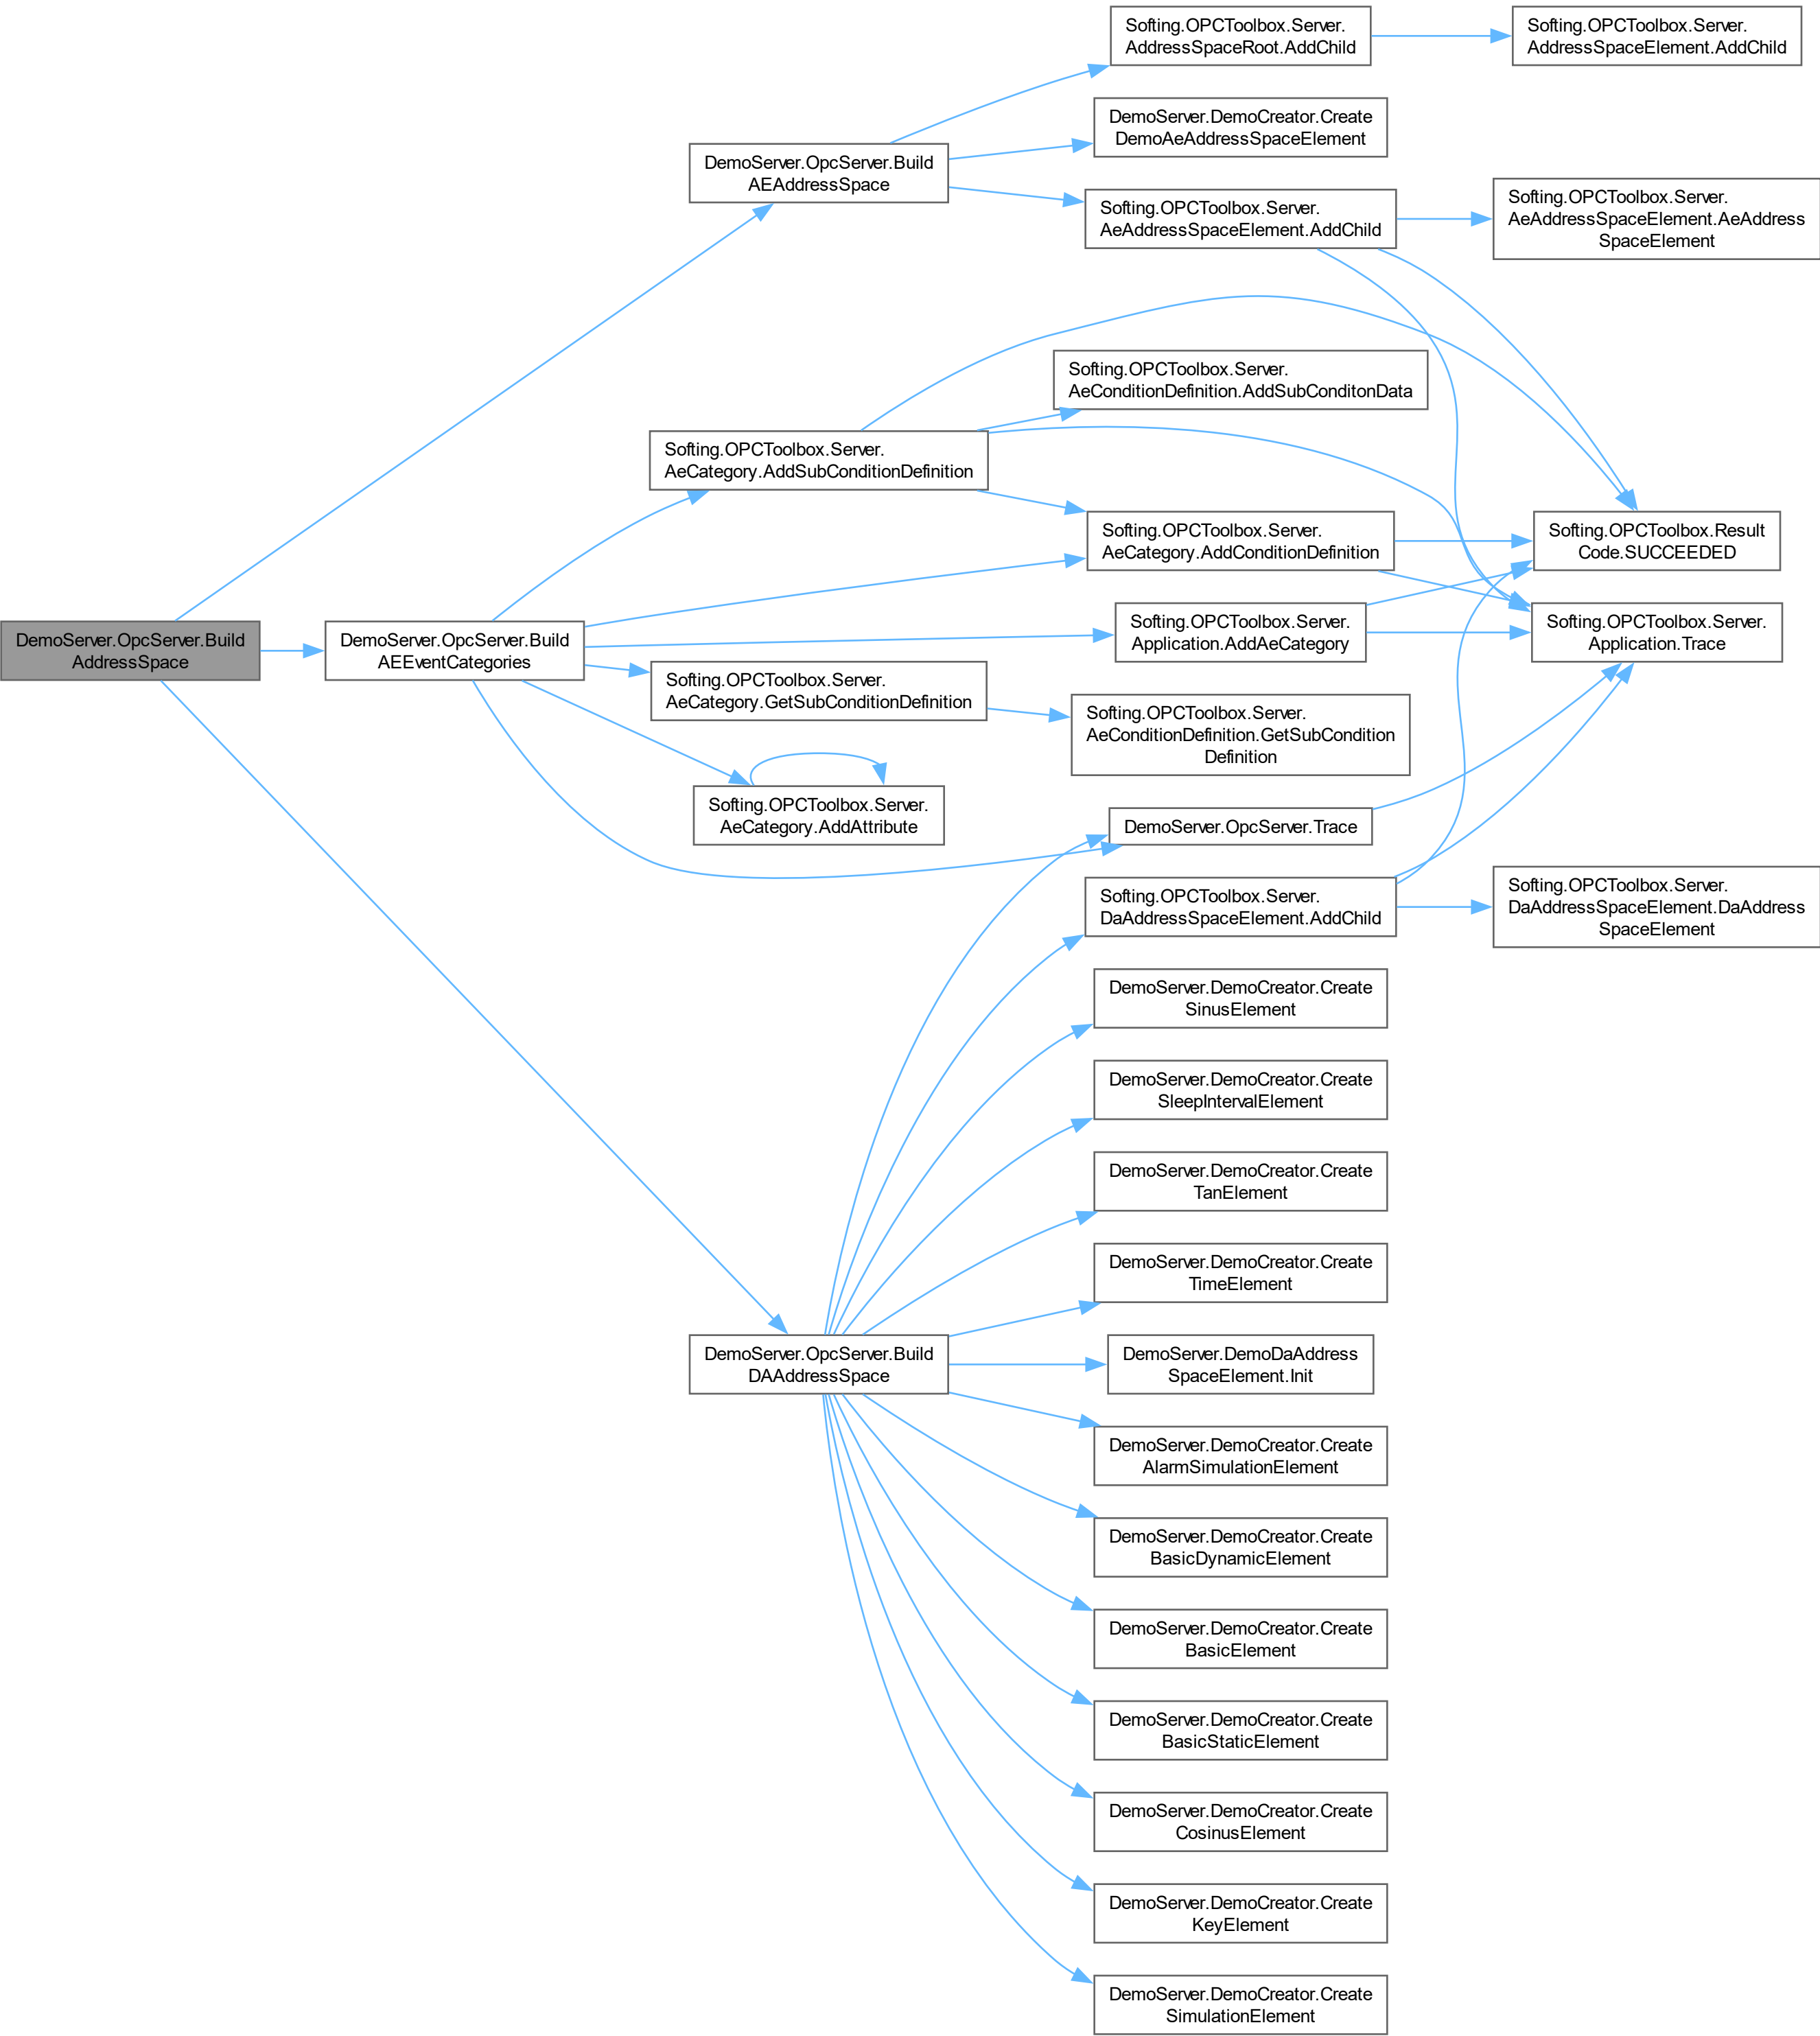 DemoServer.OpcServer.Build
AddressSpace
DemoServer.OpcServer.Build
AEAddressSpace
Softing.OPCToolbox.Server.
AddressSpaceRoot.AddChild
Softing.OPCToolbox.Server.
AddressSpaceElement.AddChild
DemoServer.DemoCreator.Create
DemoAeAddressSpaceElement
Softing.OPCToolbox.Server.
AeAddressSpaceElement.AddChild
Softing.OPCToolbox.Server.
AeAddressSpaceElement.AeAddress
SpaceElement
Softing.OPCToolbox.Server.
AeConditionDefinition.AddSubConditonData
Softing.OPCToolbox.Server.
AeCategory.AddSubConditionDefinition
Softing.OPCToolbox.Server.
AeCategory.AddConditionDefinition
Softing.OPCToolbox.Result
Code.SUCCEEDED
DemoServer.OpcServer.Build
AEEventCategories
Softing.OPCToolbox.Server.
Application.AddAeCategory
Softing.OPCToolbox.Server.
Application.Trace
Softing.OPCToolbox.Server.
AeCategory.GetSubConditionDefinition
Softing.OPCToolbox.Server.
AeConditionDefinition.GetSubCondition
Definition
Softing.OPCToolbox.Server.
AeCategory.AddAttribute
DemoServer.OpcServer.Trace
Softing.OPCToolbox.Server.
DaAddressSpaceElement.AddChild
Softing.OPCToolbox.Server.
DaAddressSpaceElement.DaAddress
SpaceElement
DemoServer.DemoCreator.Create
SinusElement
DemoServer.DemoCreator.Create
SleepIntervalElement
DemoServer.DemoCreator.Create
TanElement
DemoServer.DemoCreator.Create
TimeElement
DemoServer.OpcServer.Build
DAAddressSpace
DemoServer.DemoDaAddress
SpaceElement.Init
DemoServer.DemoCreator.Create
AlarmSimulationElement
DemoServer.DemoCreator.Create
BasicDynamicElement
DemoServer.DemoCreator.Create
BasicElement
DemoServer.DemoCreator.Create
BasicStaticElement
DemoServer.DemoCreator.Create
CosinusElement
DemoServer.DemoCreator.Create
KeyElement
DemoServer.DemoCreator.Create
SimulationElement